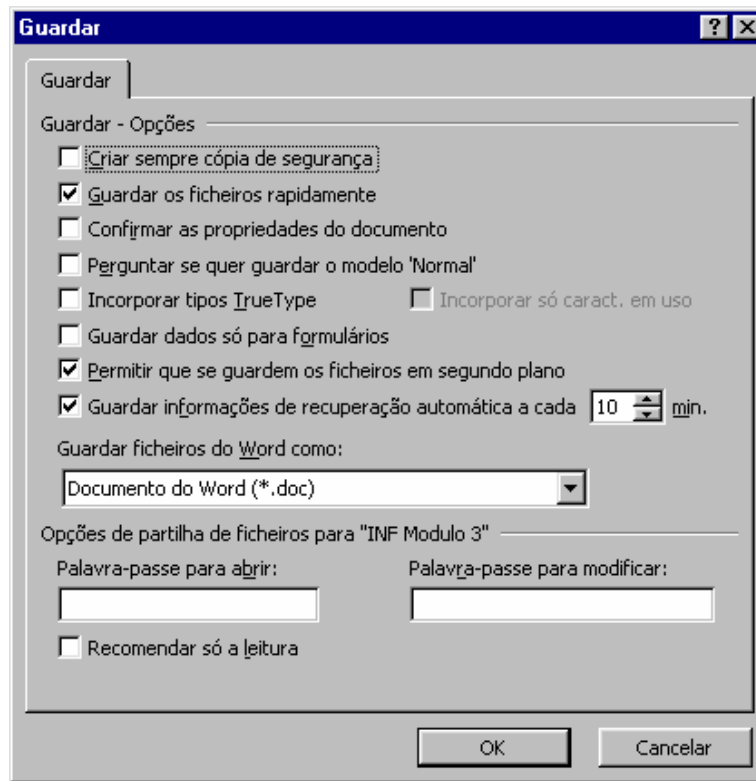 Guardar
Guardar
Guardar - Opções
Criar sempre cópia de segurança
Guardar os ficheiros rapidamente
Confirmar as propriedades do documento
Perguntar se quer guardar o modelo 'Normal'
Incorporar tipos TrueType Incorporar só caract. em uso
Guardar dados só para formulários
Permitir que se guardem os ficheiros em segundo plano
Guardar informações de recuperação automática a cada 10 min.
Guardar ficheiros do Word como:
Documento do Word (*.doc)
Opções de partilha de ficheiros para "INF Modulo 3"
Palavra-passe para abrir: Palavra-passe para modificar:
Recomendar só a leitura
OK Cancelar